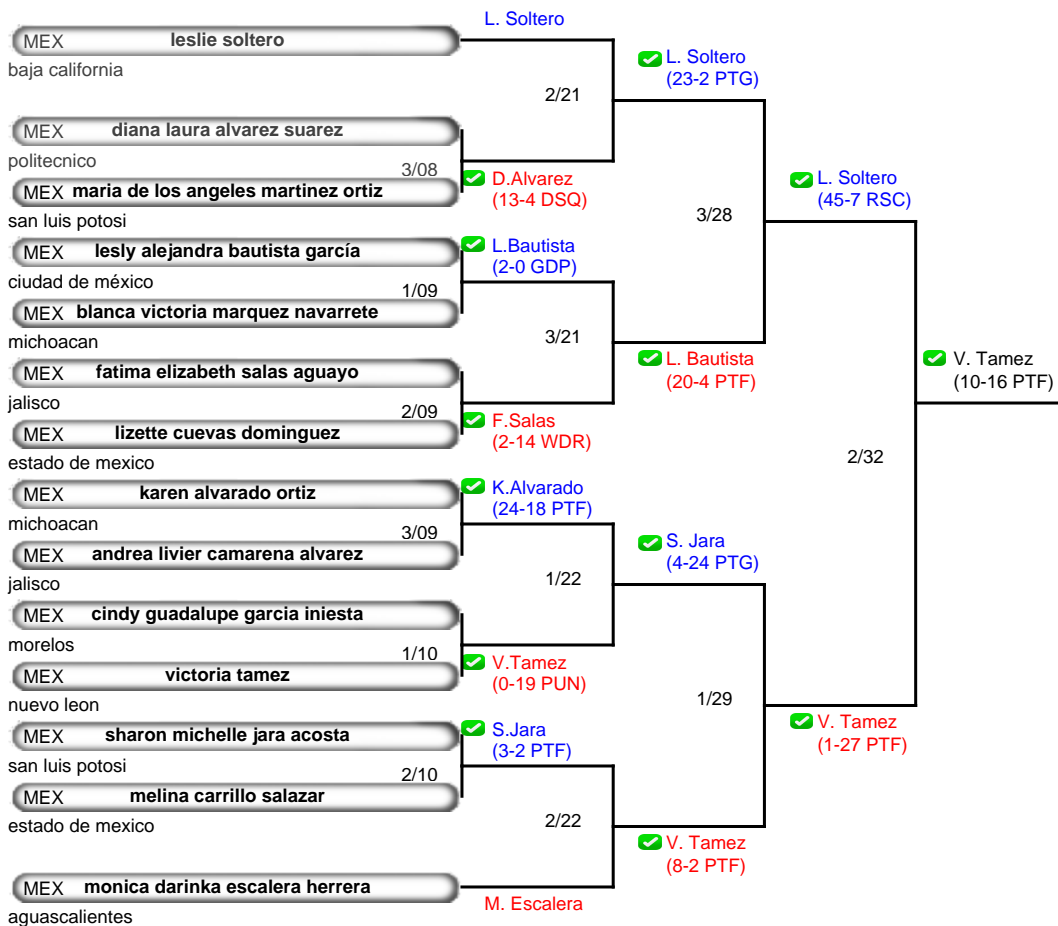 L. Soltero
MEX leslie soltero
baja california
L. Soltero
(23-2 PTG)
2/21
MEX diana laura alvarez suarez
politecnico
3/08
MEX maria de los angeles martinez ortiz
san luis potosi
D.Alvarez
(13-4 DSQ)
L. Soltero
(45-7 RSC)
3/28
MEX lesly alejandra bautista garcía
ciudad de méxico
L.Bautista
(2-0 GDP)
1/09
MEX blanca victoria marquez navarrete
michoacan
3/21
MEX fatima elizabeth salas aguayo
jalisco
L. Bautista
(20-4 PTF)
V. Tamez
(10-16 PTF)
2/09
MEX lizette cuevas dominguez
estado de mexico
F.Salas
(2-14 WDR)
2/32
MEX karen alvarado ortiz
michoacan
K.Alvarado
(24-18 PTF)
3/09
MEX andrea livier camarena alvarez
jalisco
S. Jara
(4-24 PTG)
1/22
MEX cindy guadalupe garcia iniesta
morelos
1/10
MEX victoria tamez
nuevo leon
V.Tamez
(0-19 PUN)
1/29
MEX sharon michelle jara acosta
san luis potosi
S.Jara
(3-2 PTF)
V. Tamez
(1-27 PTF)
2/10
MEX melina carrillo salazar
estado de mexico
2/22
V. Tamez
(8-2 PTF)
MEX monica darinka escalera herrera
aguascalientes
M. Escalera